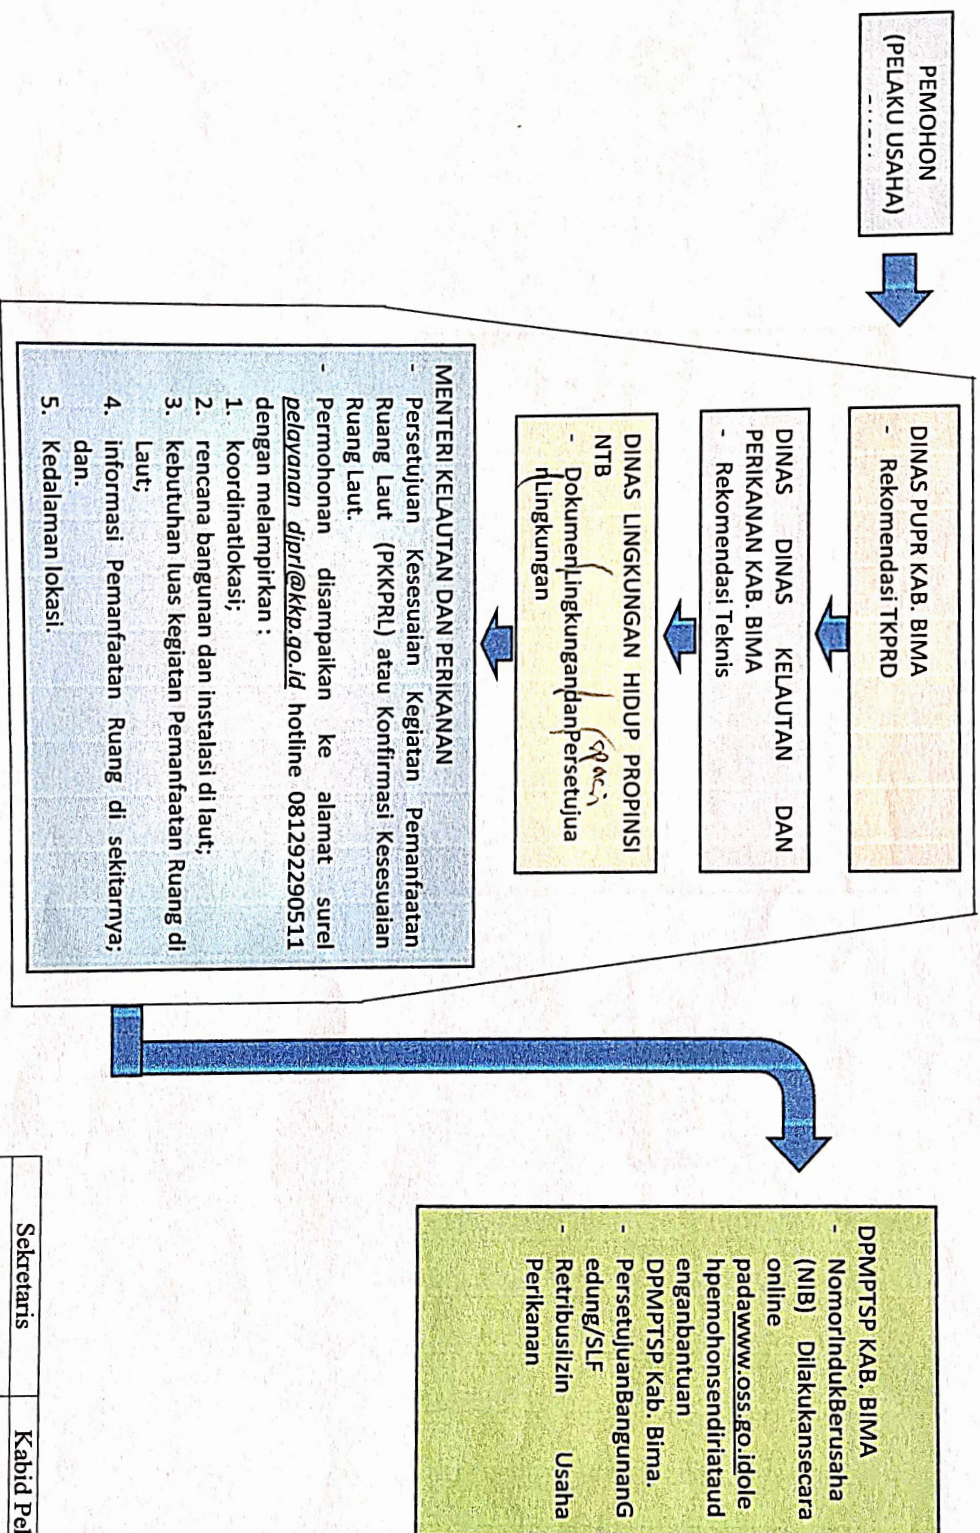 PEMOHON
(PELAKU USAHA)
DINAS PUPR KAB. BIMA
- Rekomendasi TKPRD
DINAS DINAS KELAUTAN DAN
PERIKANAN KAB. BIMA
- Rekomendasi Teknis
DINAS LINGKUNGAN HIDUP PROPINSI
NTB
- DokumenLingkungandanPersetujua
nLingkungan
spasi
MENTERI KELAUTAN DAN PERIKANAN
- Persetujuan Kesesuaian Kegiatan Pemanfaatan
Ruang Laut (PKKPRL) atau Konfirmasi Kesesuaian
Ruang Laut.
- Permohonan disampaikan ke alamat surel
pelayanan djprl@kkp.go.id hotline 081292290511
dengan melampirkan :
1. koordinatlokasi;
2. rencana bangunan dan instalasi di laut;
3. kebutuhan luas kegiatan Pemanfaatan Ruang di
Laut;
4. informasi Pemanfaatan Ruang di sekitarnya;
dan.
5. Kedalaman lokasi.
DPMPTSP KAB. BIMA
- NomorIndukBerusaha
(NIB) Dilakukansecara
online
padawww.oss.go.idole
hpemohonsendiriataud
enganbantuan
DPMPTSP Kab. Bima.
- PersetujuanBangunanG
edung/SLF
- RetribusiIzin Usaha
Perikanan
Sekretaris
Kabid Pel